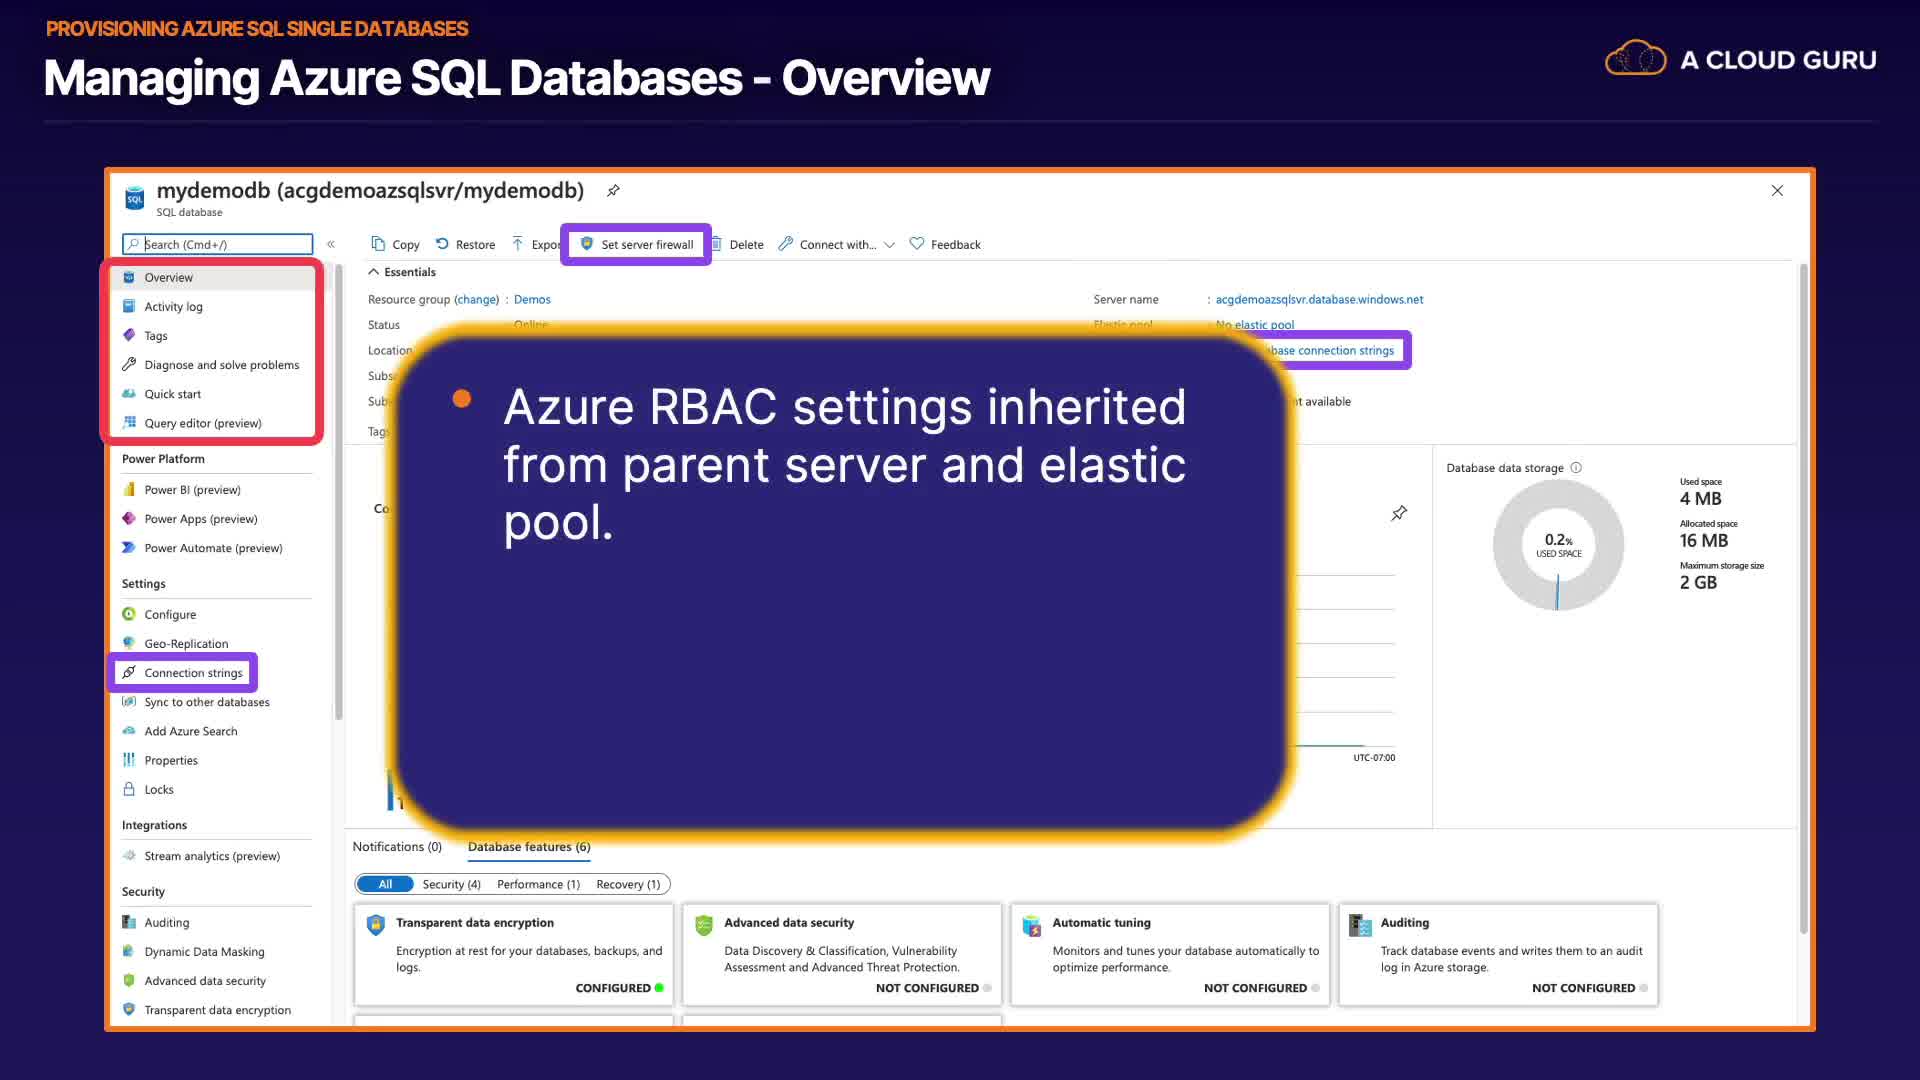 PROVISIONING AZURE SQL SINGLE DATABASES
Managing Azure SQL Databases - Overview
A CLOUD GURU
mydemodb (acgdemoazsqlsvr/mydemodb)
SQL database
Search (Cmd+/)
«
Copy
Restore
Expor
Set server firewall
Delete
Connect with...
Feedback
Overview
Activity log
Tags
Diagnose and solve problems
Quick start
Query editor (preview)
Power Platform
Power BI (preview)
Power Apps (preview)
Power Automate (preview)
Settings
Configure
Geo-Replication
Connection strings
Sync to other databases
Add Azure Search
Properties
Locks
Integrations
Stream analytics (preview)
Security
Auditing
Dynamic Data Masking
Advanced data security
Transparent data encryption
Essentials
Resource group (change) : Demos
Status Online
Location
Server name : acgdemoazsqlsvr.database.windows.net
Elastic pool : No elastic pool
base connection strings
available
Tags
Azure RBAC settings inherited
from parent server and elastic
pool.
UTC-07:00
Database data storage
0.2%
USED SPACE
Used space
4 MB
Allocated space
16 MB
Maximum storage size
2 GB
Notifications (0)
Database features (6)
All
Security (4)
Performance (1)
Recovery (1)
Transparent data encryption
Encryption at rest for your databases, backups, and
logs.
CONFIGURED
Advanced data security
Data Discovery & Classification, Vulnerability
Assessment and Advanced Threat Protection.
NOT CONFIGURED
Automatic tuning
Monitors and tunes your database automatically to
optimize performance.
NOT CONFIGURED
Auditing
Track database events and writes them to an audit
log in Azure storage.
NOT CONFIGURED